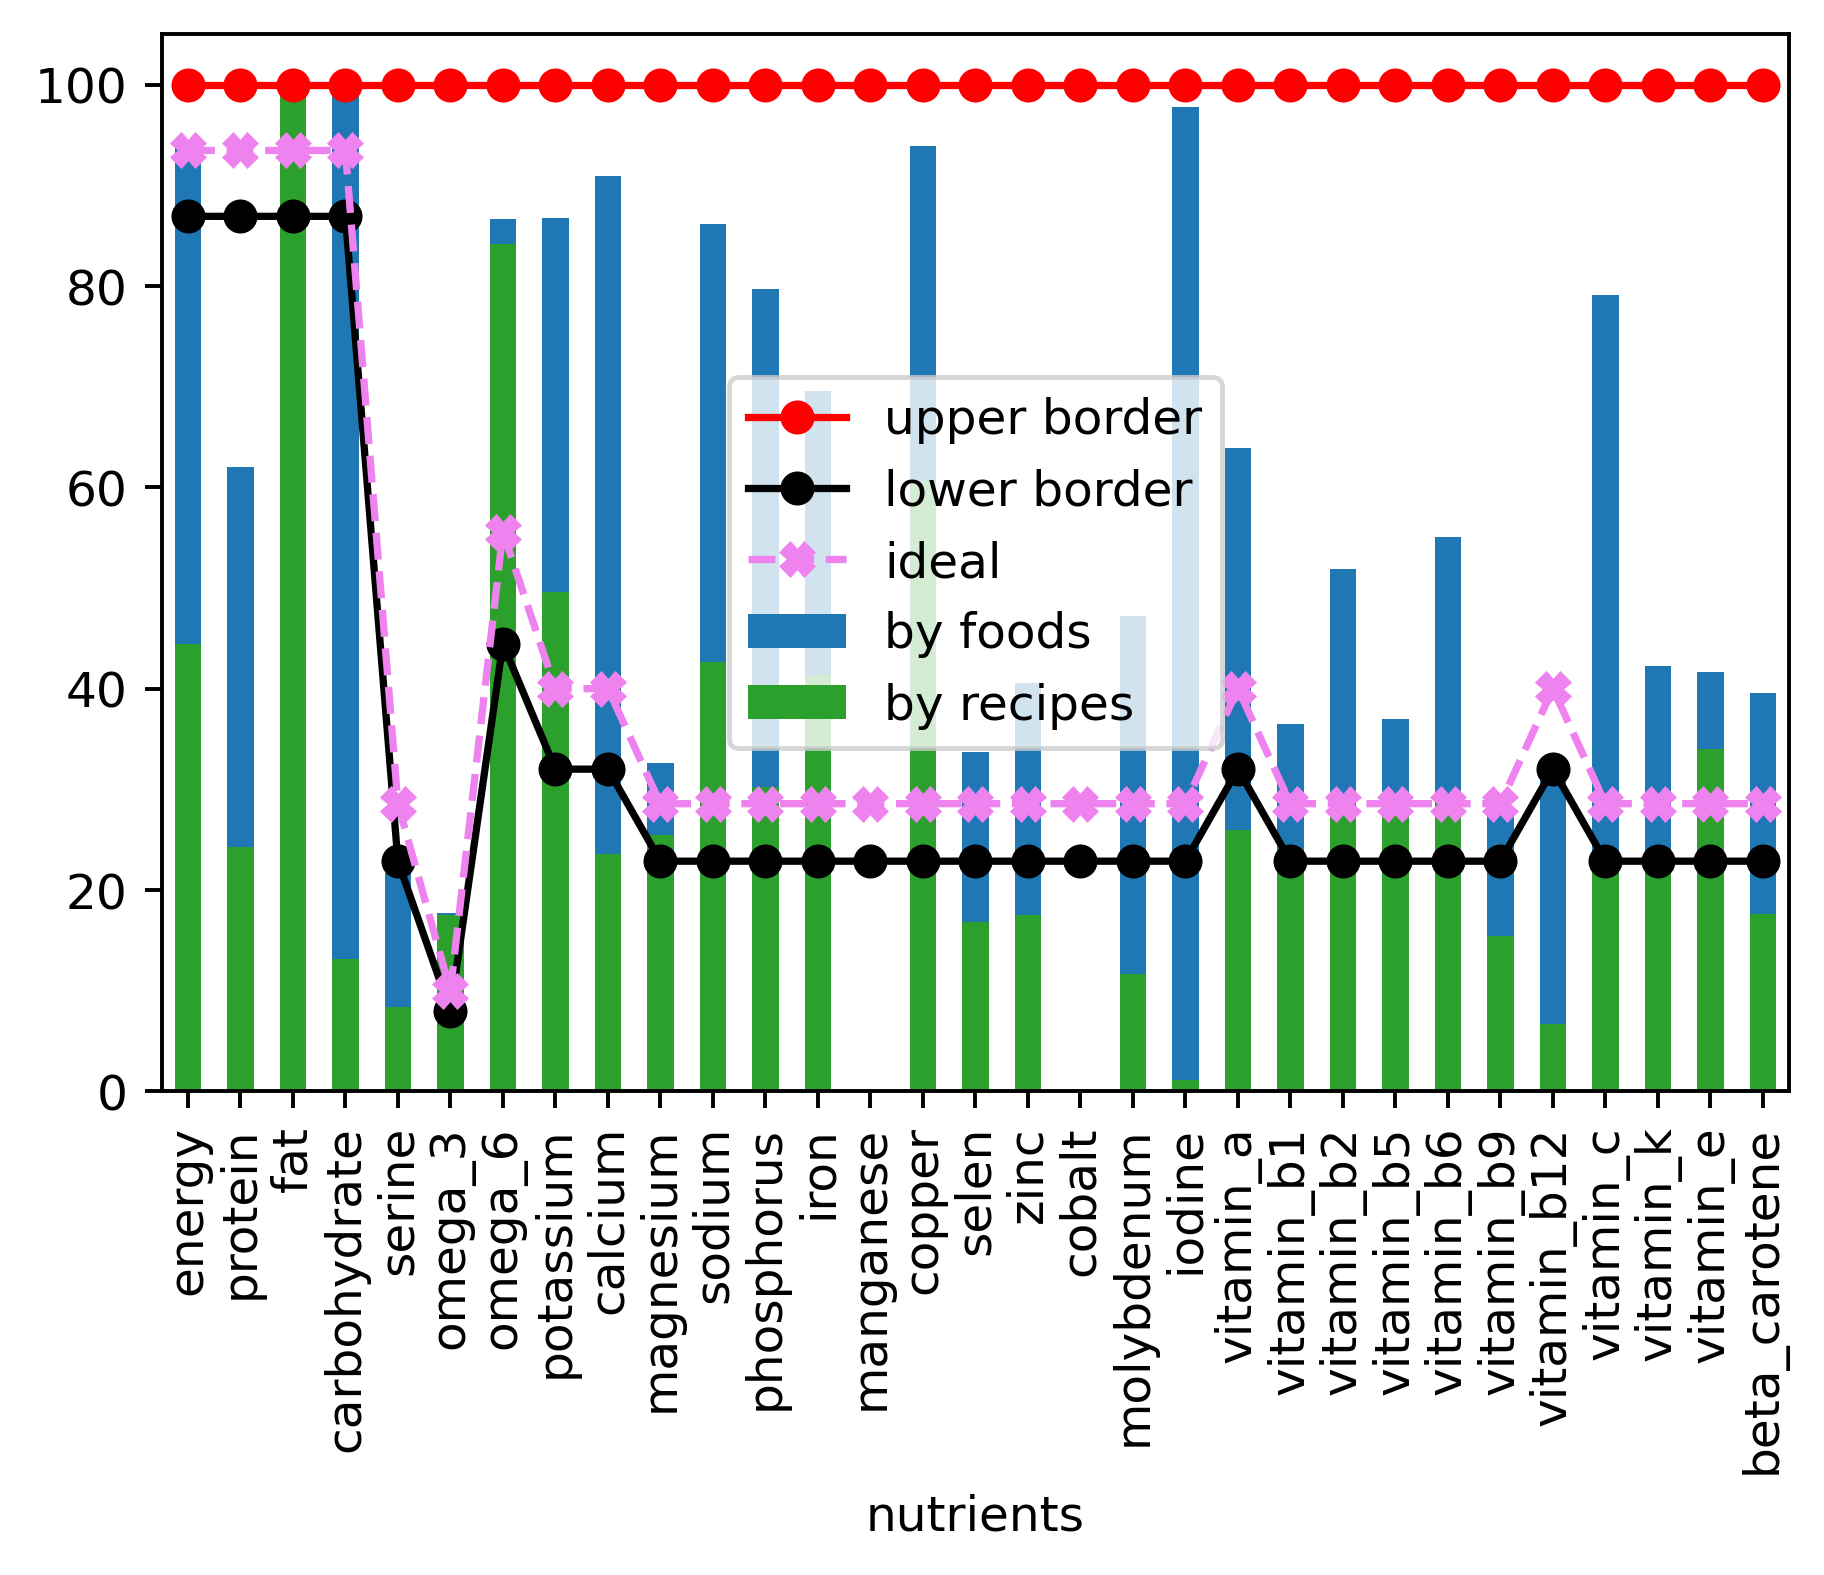 100
80
60
40
20
0
upper border
lower border
ideal
by foods
by recipes
energy
protein
fat
carbohydrate
serine
omega_3
omega_6
potassium
calcium
magnesium
sodium
phosphorus
iron
manganese
copper
selen
zinc
cobalt
molybdenum
iodine
vitamin_a
vitamin_b1
vitamin_b2
vitamin_b5
vitamin_b6
vitamin_b9
vitamin_b12
vitamin_c
vitamin_k
vitamin_e
beta_carotene
nutrients